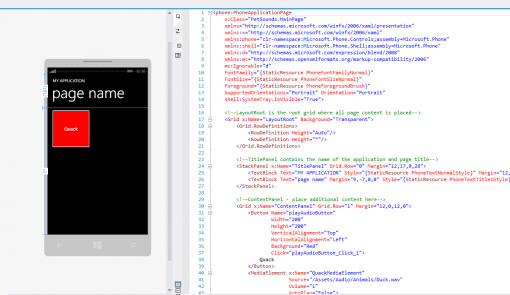 MY APPLICATION
page name
Quack
1 <phone:PhoneApplicationPage
2 x:Class="PetSounds.MainPage"
3 xmlns="http://schemas.microsoft.com/winfx/2006/xaml/presentation"
4 xmlns:x="http://schemas.microsoft.com/winfx/2006/xaml"
5 xmlns:phone="clr-namespace:Microsoft.Phone.Controls;assembly=Microsoft.Phone"
6 xmlns:shell="clr-namespace:Microsoft.Phone.Shell;assembly=Microsoft.Phone"
7 xmlns:d="http://schemas.microsoft.com/expression/blend/2008"
8 xmlns:mc="http://schemas.openxmlformats.org/markup-compatibility/2006"
9 mc:Ignorable="d"
10 FontFamily="{StaticResource PhoneFontFamilyNormal}"
11 FontSize="{StaticResource PhoneFontSizeNormal}"
12 Foreground="{StaticResource PhoneForegroundBrush}"
13 SupportedOrientations="Portrait" Orientation="Portrait"
14 shell:SystemTray.IsVisible="True">
15
16 <!--LayoutRoot is the root grid where all page content is placed-->
17 <Grid x:Name="LayoutRoot" Background="Transparent">
18 <Grid.RowDefinitions>
19 <RowDefinition Height="Auto"/>
20 <RowDefinition Height="*"/>
21 </Grid.RowDefinitions>
22
23 <!--TitlePanel contains the name of the application and page title-->
24 <StackPanel x:Name="TitlePanel" Grid.Row="0" Margin="12,17,0,28">
25 <TextBlock Text="MY APPLICATION" Style="{StaticResource PhoneTextNormalStyle}" Margin="12,
26 <TextBlock Text="page name" Margin="9,-7,0,0" Style="{StaticResource PhoneTextTitle1Style}
27 </StackPanel>
28
29 <!--ContentPanel - place additional content here-->
30 <Grid x:Name="ContentPanel" Grid.Row="1" Margin="12,0,12,0">
31 <Button Name="playAudioButton"
32 Width="200"
33 Height="200"
34 VerticalAlignment="Top"
35 HorizontalAlignment="Left"
36 Background="Red"
37 Click="playAudioButton_Click_1">
38 Quack
39 </Button>
40 <MediaElement x:Name="QuackMediaElement"
41 Source="/Assets/Audio/Animals/Duck.wav"
42 Volume="1"
43 AutoPlay="False">